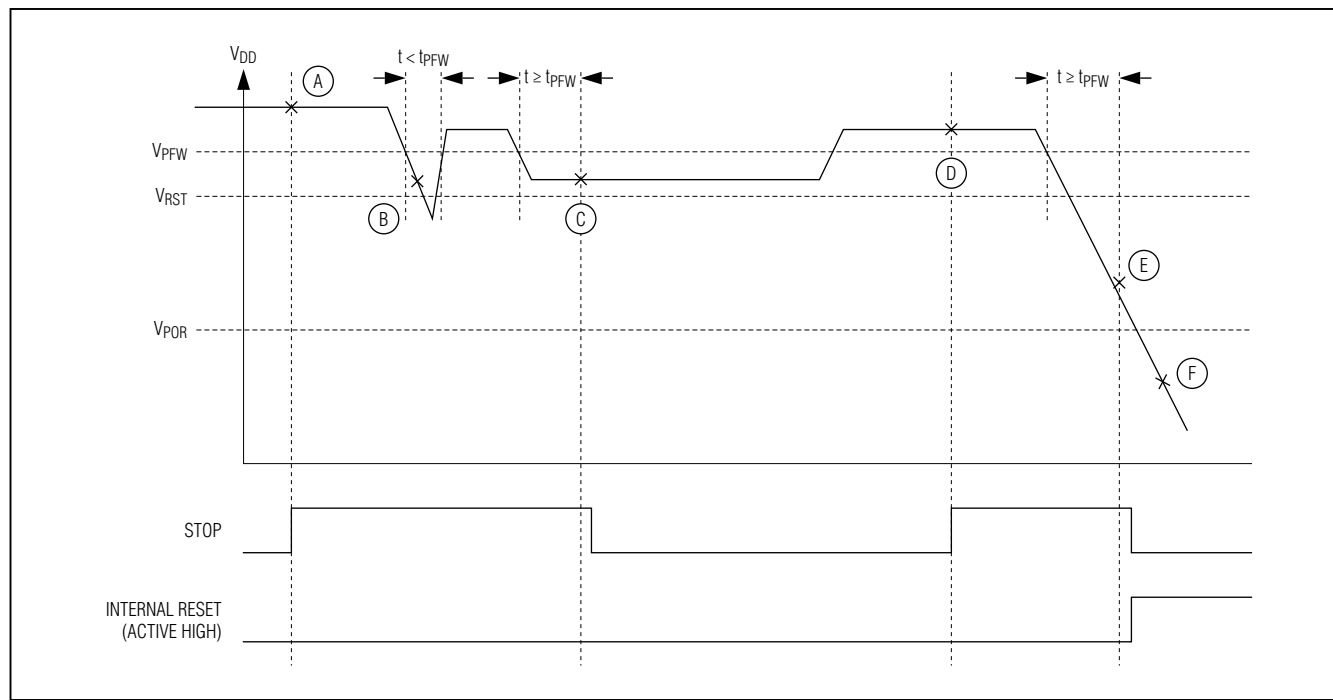 VDD
t < tPFW
t ≥ tPFW
t ≥ tPFW
A
VPFW
VRST
B
C
D
E
VPOR
F
STOP
INTERNAL RESET
(ACTIVE HIGH)